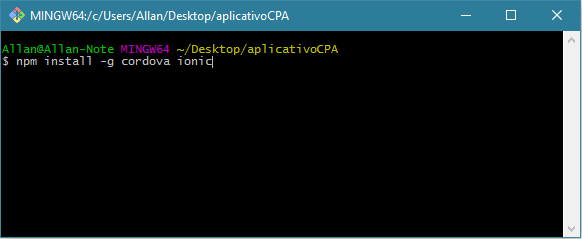 MINGW64:/c/Users/Allan/Desktop/aplicativoCPA
Allan@Allan-Note MINGW64 ~/Desktop/aplicativoCPA
$ npm install -g cordova ionic